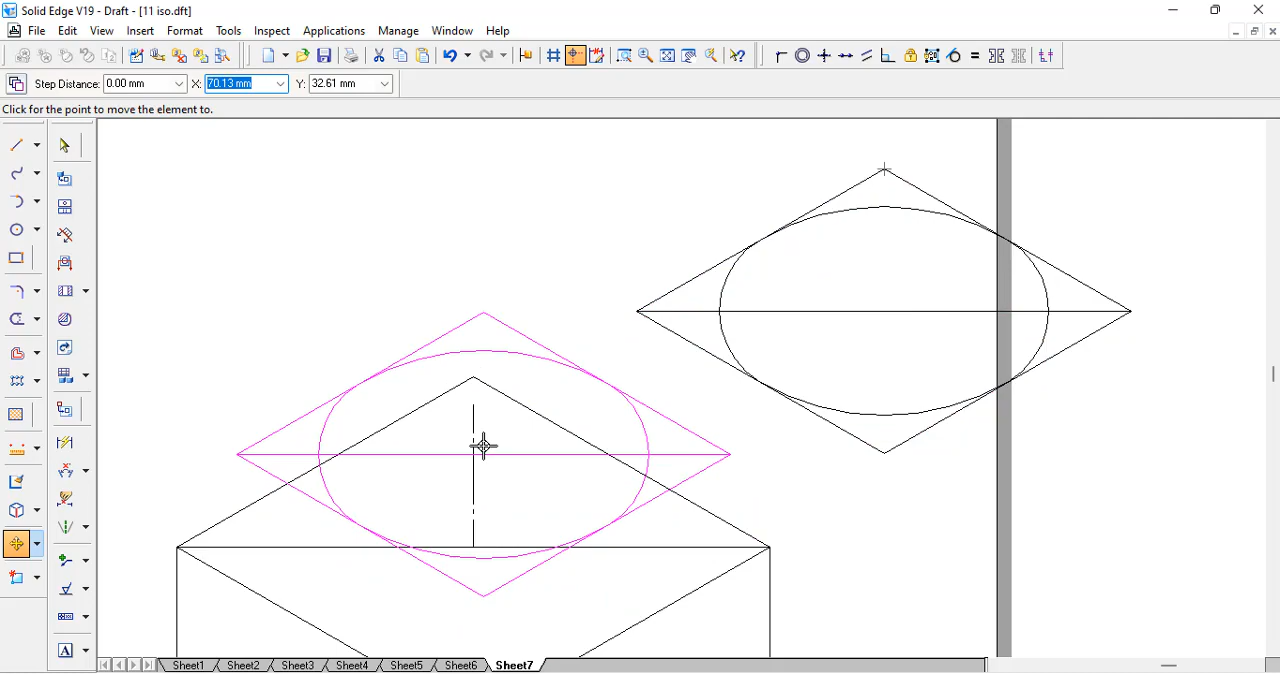 Solid Edge V19 - Draft - [11 iso.dft]
File Edit View Insert Format Tools Inspect Applications Manage Window Help
Step Distance: 0.00 mm X: 70.13 mm Y: 32.61 mm
Click for the point to move the element to.
A
Sheet1 Sheet2 Sheet3 Sheet4 Sheet5 Sheet6 Sheet7